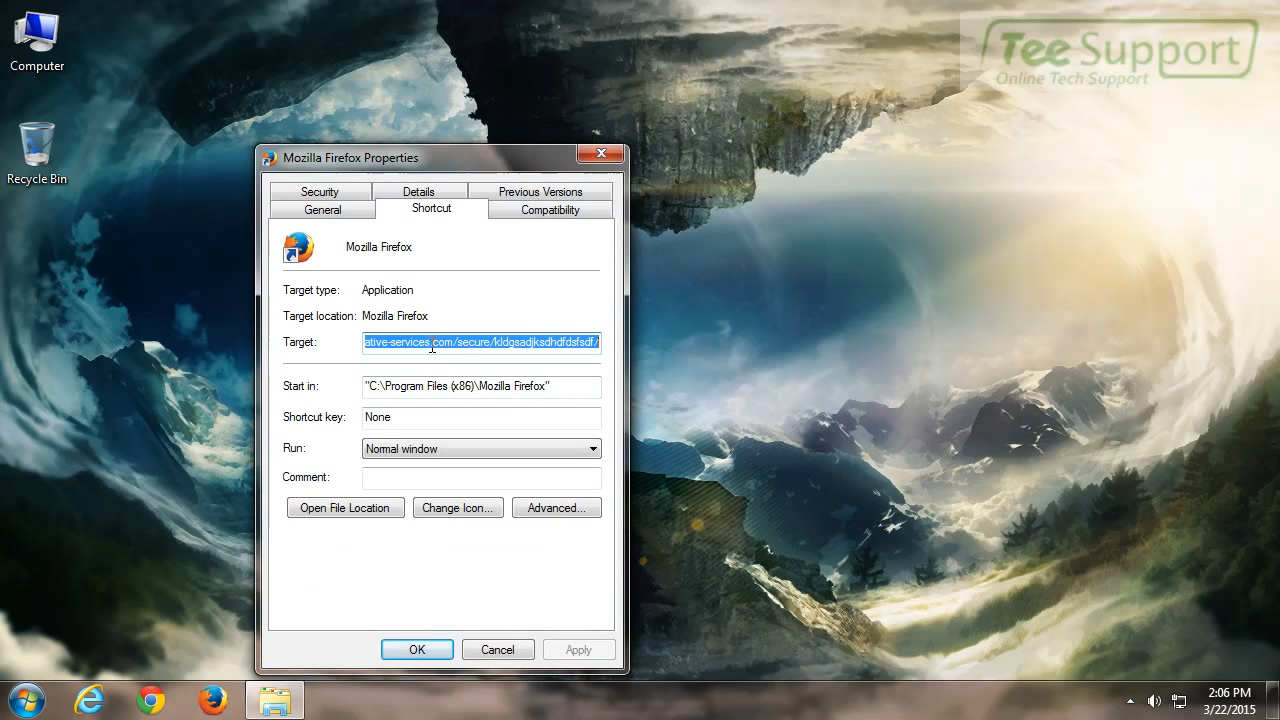 Computer
Recycle Bin
Tee Support
Online Tech Support
Mozilla Firefox Properties
Security
Details
Previous Versions
General
Shortcut
Compatibility
Mozilla Firefox
Target type:
Application
Target location:
Mozilla Firefox
Target:
ative-services.com/secure/kldgsadjksdhdfdsfsdf/
Start in:
"C:\Program Files (x86)\Mozilla Firefox"
Shortcut key:
None
Run:
Normal window
Comment:
Open File Location
Change Icon...
Advanced...
OK
Cancel
Apply
2:06 PM
3/22/2015